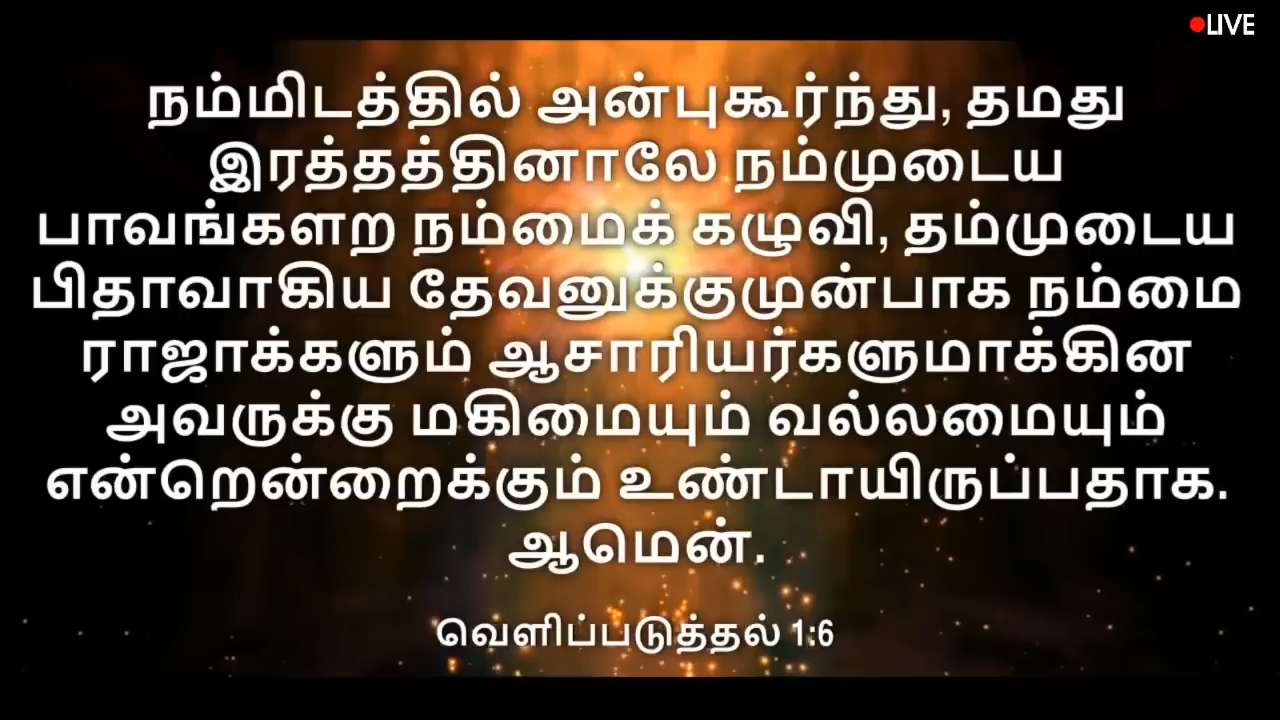 LIVE
நம்மிடத்தில் அன்புகூர்ந்து, தமது
இரத்தத்தினாலே நம்முடைய
பாவங்களற நம்மைக் கழுவி, தம்முடைய
பிதாவாகிய தேவனுக்குமுன்பாக நம்மை
ராஜாக்களும் ஆசாரியர்களுமாக்கின
அவருக்கு மகிமையும் வல்லமையும்
என்றென்றைக்கும் உண்டாயிருப்பதாக.
ஆமென்.
வெளிப்படுத்தல் 1:6